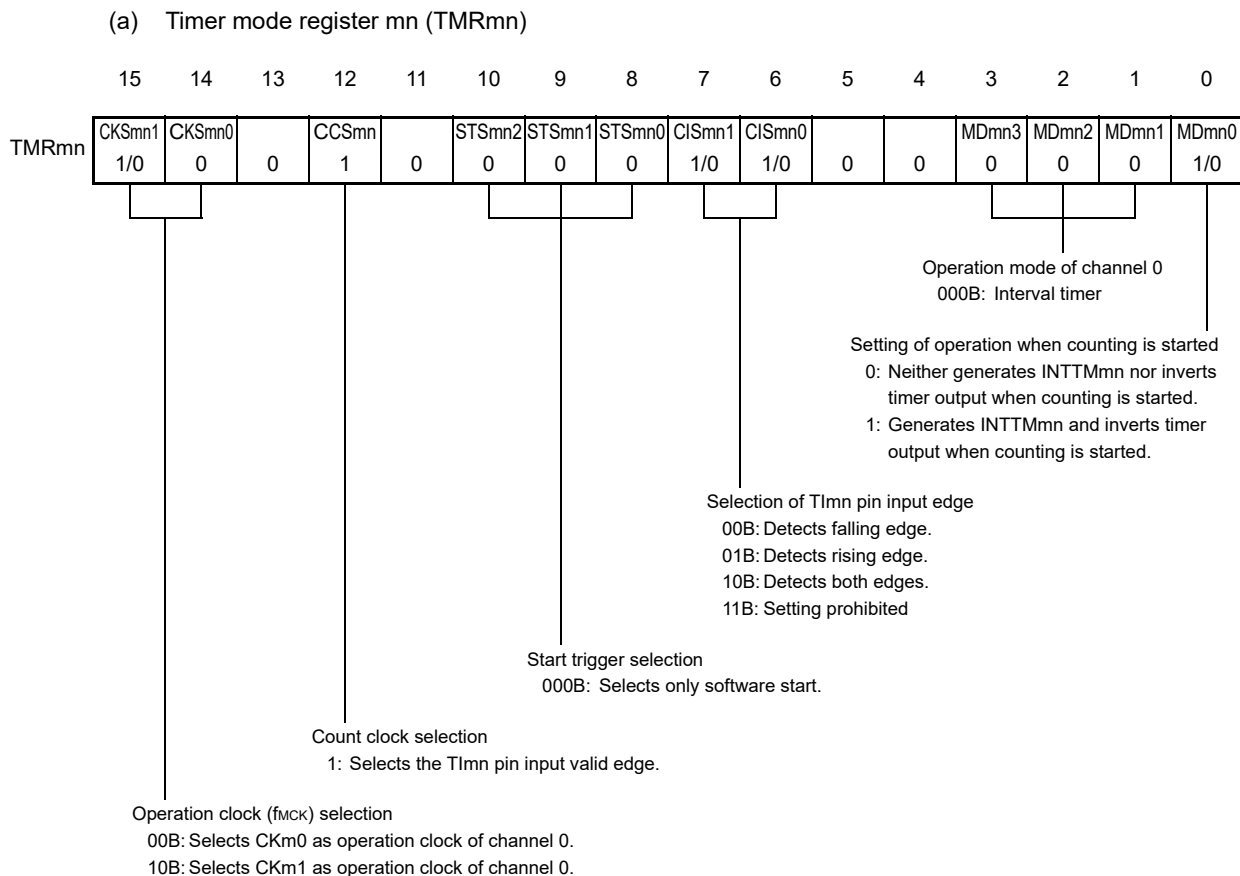 (a) Timer mode register mn (TMRmn)
15 14 13 12 11 10 9 8 7 6 5 4 3 2 1 0
TMRmn CKSmn1 CKSmn0 CCSmn STSmn2 STSmn1 STSmn0 CISmn1 CISmn0 MDmn3 MDmn2 MDmn1 MDmn0
1/0 0 0 1 0 0 0 0 1/0 1/0 0 0 0 0 0 1/0
Operation mode of channel 0
000B: Interval timer
Setting of operation when counting is started
0: Neither generates INTTMmn nor inverts
timer output when counting is started.
1: Generates INTTMmn and inverts timer
output when counting is started.
Selection of TImn pin input edge
00B: Detects falling edge.
01B: Detects rising edge.
10B: Detects both edges.
11B: Setting prohibited
Start trigger selection
000B: Selects only software start.
Count clock selection
1: Selects the TImn pin input valid edge.
Operation clock (fMCK) selection
00B: Selects CKm0 as operation clock of channel 0.
10B: Selects CKm1 as operation clock of channel 0.